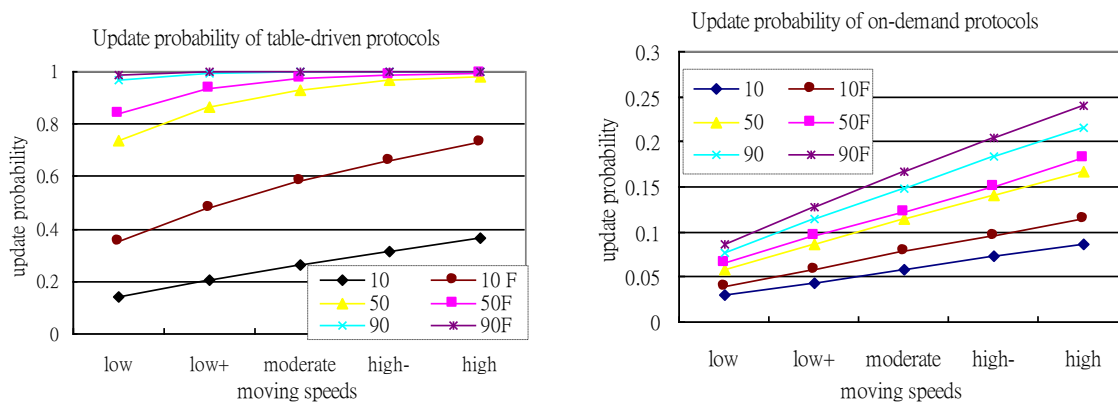 Update probability of table-driven protocols
1
0.8
0.6
0.4
0.2
0
update probability
10
10 F
50
50F
90
90F
low
low+
moderate
high-
high
moving speeds
Update probability of on-demand protocols
0.3
0.25
0.2
0.15
0.1
0.05
0
update probability
10
10F
50
50F
90
90F
low
low+
moderate
high-
high
moving speeds